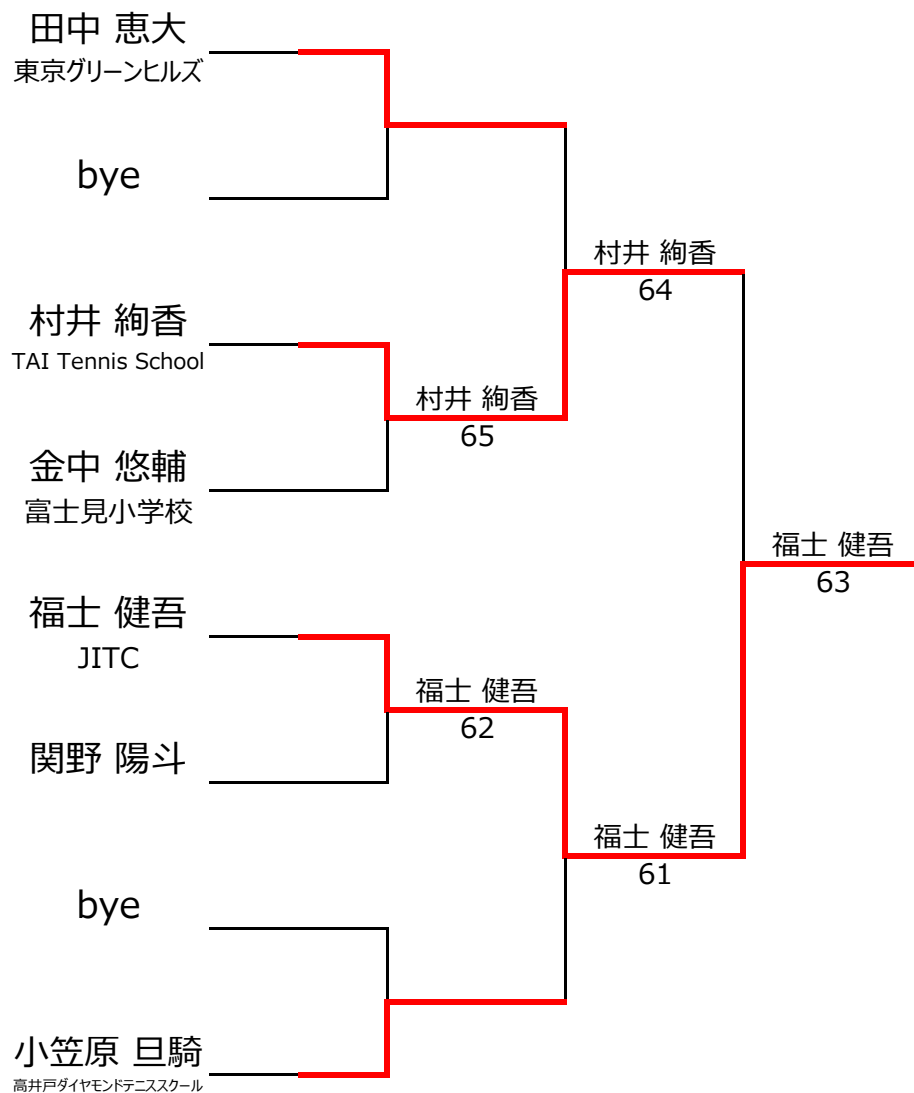 田中 恵大
東京グリーンヒルズ
bye
村井 絢香
64
村井 絢香
TAI Tennis School
村井 絢香
65
金中 悠輔
富士見小学校
福士 健吾
63
福士 健吾
JITC
福士 健吾
62
関野 陽斗
福士 健吾
61
bye
小笠原 旦騎
高井戸ダイヤモンドテニススクール